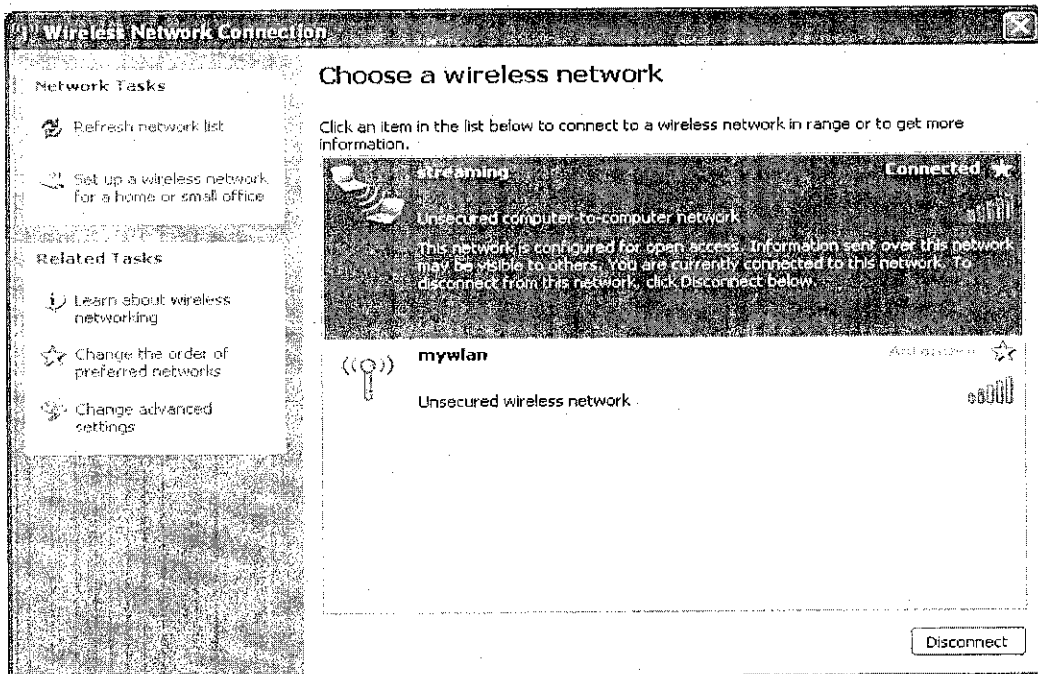 Wireless Network Connection
Network Tasks
Refresh network list
Set up a wireless network
for a home or small office
Related Tasks
Learn about wireless
networking
Change the order of
preferred networks
Change advanced
settings
Choose a wireless network
Click an item in the list below to connect to a wireless network in range or to get more
information.
streaming Connected
Unsecured computer-to-computer network
This network is configured for open access. Information sent over this network
may be visible to others. You are currently connected to this network. To
disconnect from this network, click Disconnect below.
mywlan
Unsecured wireless network
Disconnect